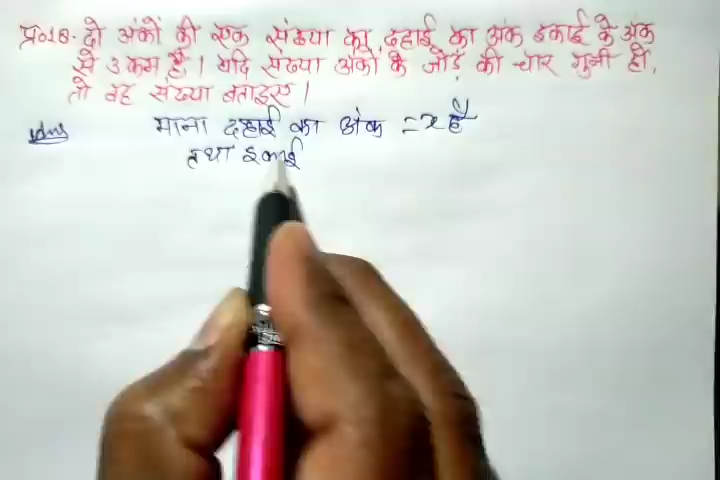 प्र०18- दो अंकों की एक संख्या का दहाई का अंक इकाई के अंक
से 3 कम है । यदि संख्या अंकों के जोड़ की चार गुनी हो,
तो वह संख्या बताइए ।
Ans माना दहाई का अंक = x है
तथा इकाई